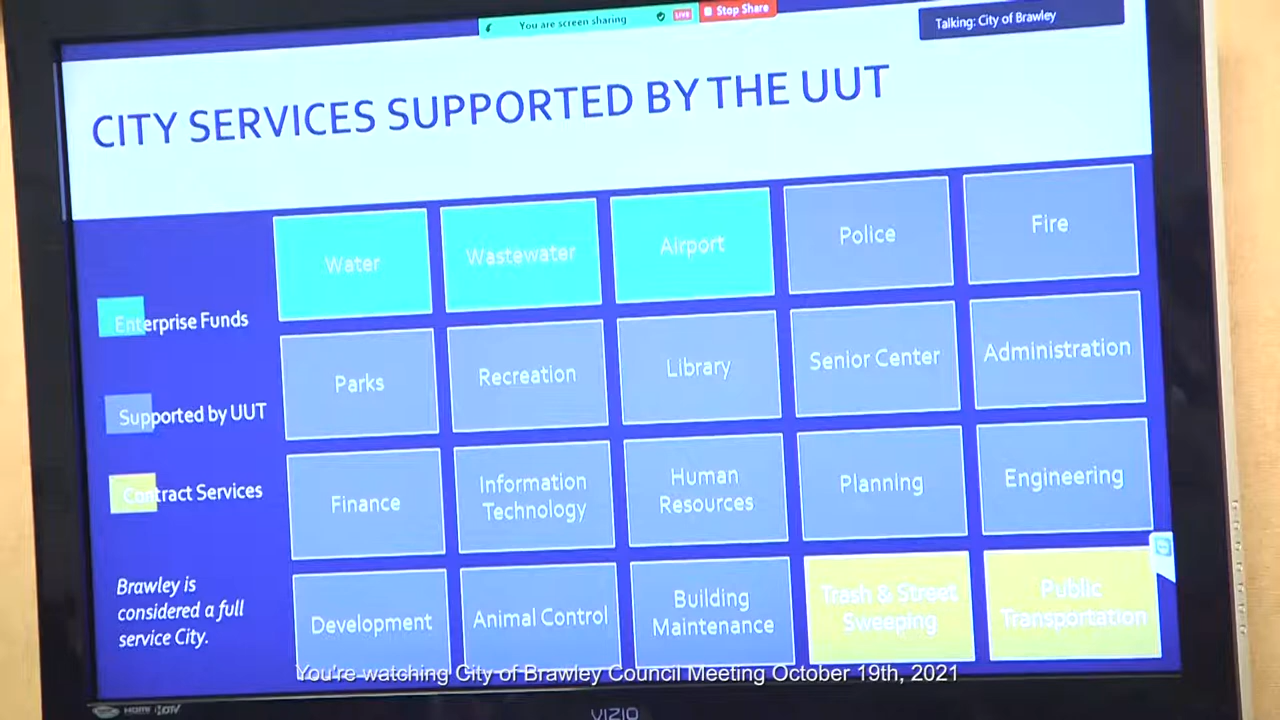 You are screen sharing
LIVE
Stop Share
Talking: City of Brawley
CITY SERVICES SUPPORTED BY THE UUT
Water
Wastewater
Airport
Police
Fire
Enterprise Funds
Parks
Recreation
Library
Senior Center
Administration
Supported by UUT
Finance
Information
Technology
Human
Resources
Planning
Engineering
Contract Services
Development
Animal Control
Building
Maintenance
Trash & Street
Sweeping
Public
Transportation
Brawley is
considered a full
service City.
You're watching City of Brawley Council Meeting October 19th, 2021
HDMI
HDTV
VIZIO